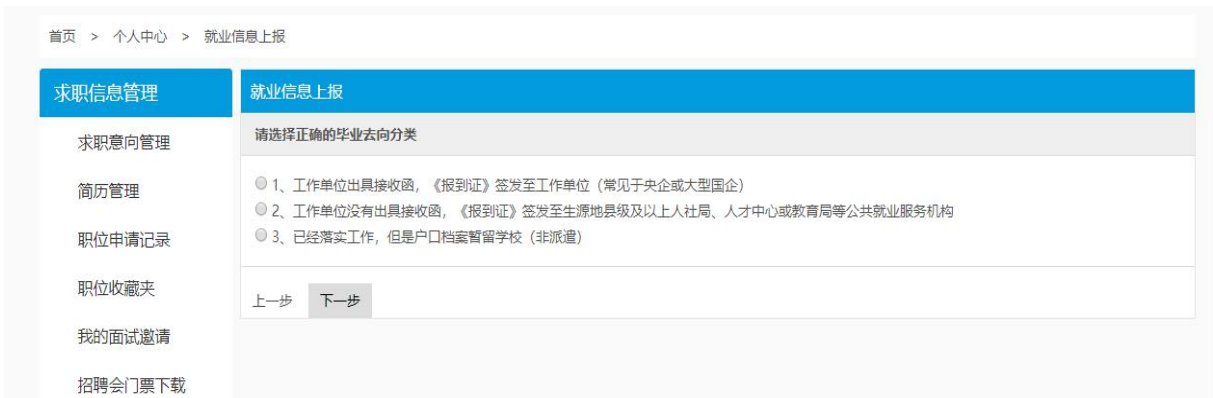 首页 > 个人中心 > 就业信息上报
求职信息管理
求职意向管理
简历管理
职位申请记录
职位收藏夹
我的面试邀请
招聘会门票下载
就业信息上报
请选择正确的毕业去向分类
1、工作单位出具接收函，《报到证》签发至工作单位（常见于央企或大型国企）
2、工作单位没有出具接收函，《报到证》签发至生源地县级及以上人社局、人才中心或教育局等公共就业服务机构
3、已经落实工作，但是户口档案暂留学校（非派遣）
上一步 下一步